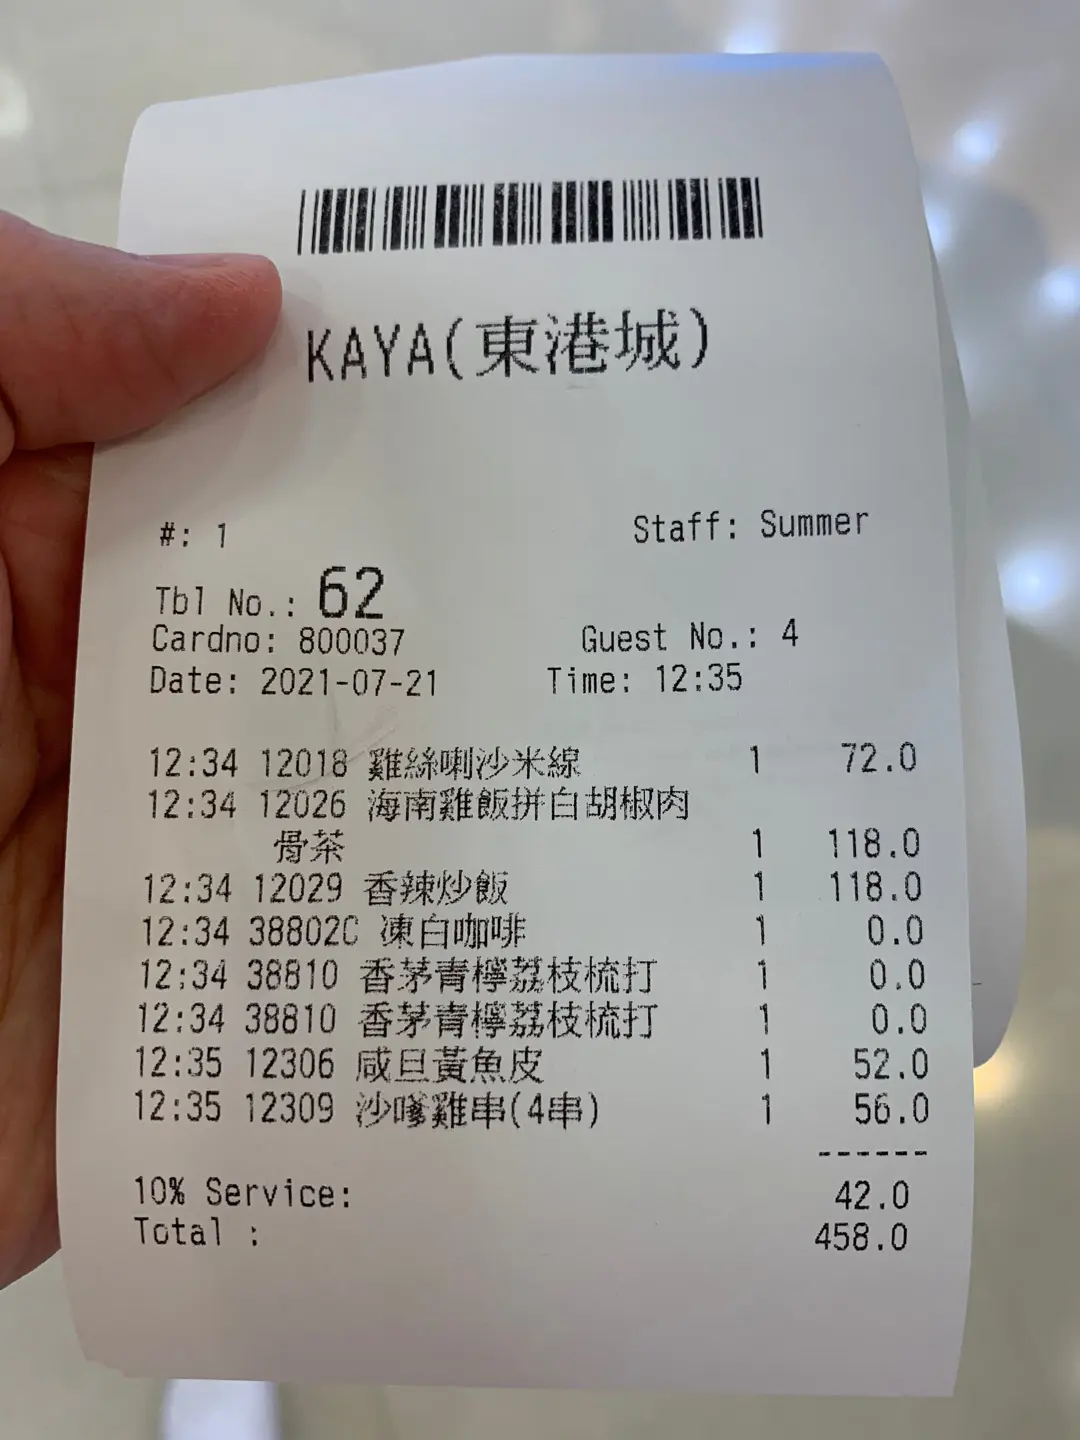 KAYA(東港城)
#: 1 Staff: Summer
Tbl No.: 62
Cardno: 800037 Guest No.: 4
Date: 2021-07-21 Time: 12:35
12:34 12018 雞絲喇沙米線 1 72.0
12:34 12026 海南雞飯拼白胡椒肉
骨茶 1 118.0
12:34 12029 香辣炒飯 1 118.0
12:34 38802C 凍白咖啡 1 0.0
12:34 38810 香茅青檸荔枝梳打 1 0.0
12:34 38810 香茅青檸荔枝梳打 1 0.0
12:35 12306 咸旦黃魚皮 1 52.0
12:35 12309 沙嗲雞串(4串) 1 56.0
------
10% Service: 42.0
Total : 458.0